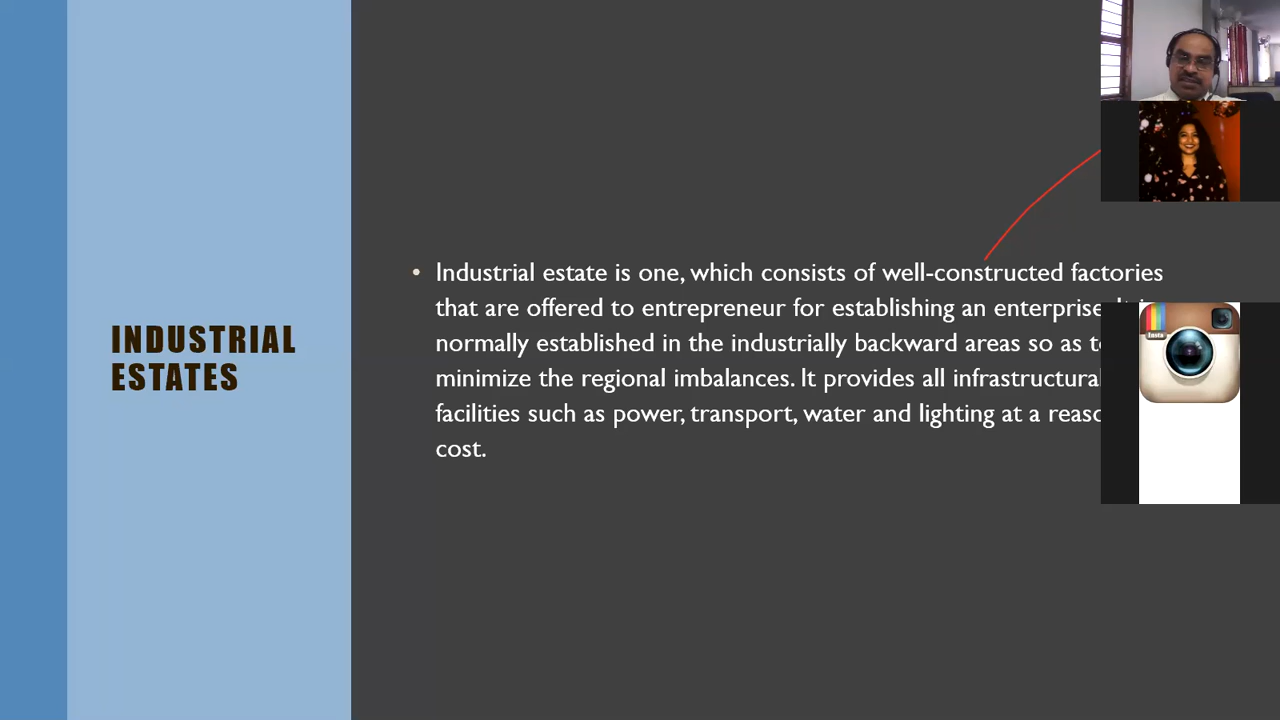 INDUSTRIAL
ESTATES
• Industrial estate is one, which consists of well-constructed factories
that are offered to entrepreneur for establishing an enterprise
normally established in the industrially backward areas so as
minimize the regional imbalances. It provides all infrastructural
facilities such as power, transport, water and lighting at a
cost.
Insta